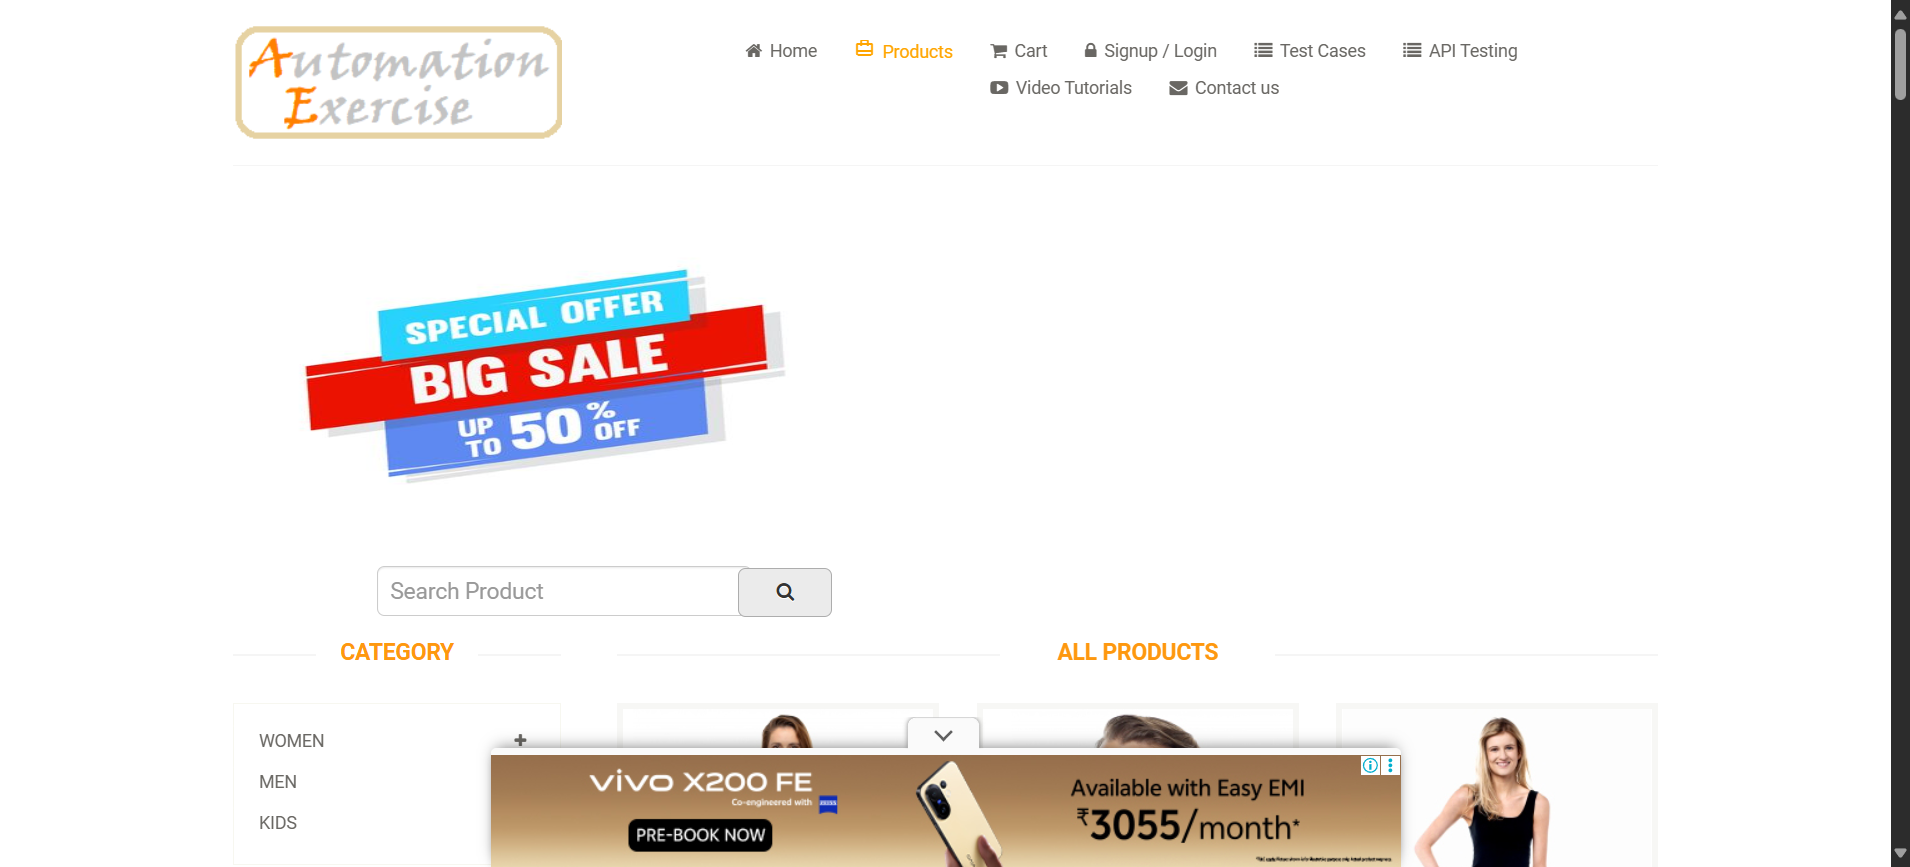 Automation
Exercise
Home
Products
Cart
Signup / Login
Test Cases
API Testing
Video Tutorials
Contact us
SPECIAL OFFER
BIG SALE
UP TO 50% OFF
Search Product
CATEGORY
ALL PRODUCTS
WOMEN
MEN
KIDS
vivo X200 FE
Co-engineered with ZEISS
PRE-BOOK NOW
Available with Easy EMI
₹3055/month*